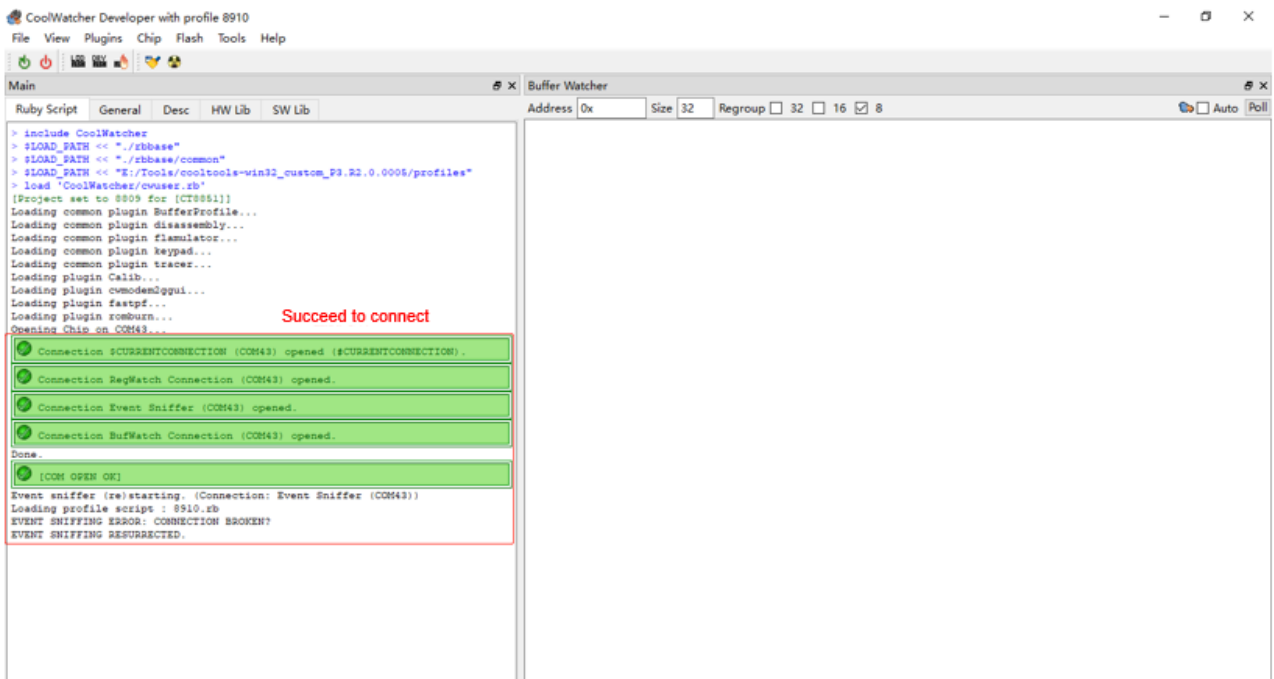 CoolWatcher Developer with profile 8910
File View Plugins Chip Flash Tools Help
Main
Buffer Watcher
Ruby Script General Desc HW Lib SW Lib
Address 0x Size 32 Regroup 32 16 8 Auto Poll
> include CoolWatcher
> $LOAD_PATH << "./rbbase"
> $LOAD_PATH << "./rbbase/common"
> $LOAD_PATH << "E:/Tools/cooltools-win32_custom_P3.R2.0.0005/profiles"
> load 'CoolWatcher/cwuser.rb'
[Project set to 8809 for [CT8851]]
Loading common plugin BufferProfile...
Loading common plugin disassembly...
Loading common plugin flamulator...
Loading common plugin keypad...
Loading common plugin tracer...
Loading plugin Calib...
Loading plugin cwmodem2ggui...
Loading plugin fastpf...
Loading plugin romburn...
Succeed to connect
Opening Chip on COM43...
Connection $CURRENTCONNECTION (COM43) opened ($CURRENTCONNECTION).
Connection RegWatch Connection (COM43) opened.
Connection Event Sniffer (COM43) opened.
Connection BufWatch Connection (COM43) opened.
Done.
[COM OPEN OK]
Event sniffer (re)starting. (Connection: Event Sniffer (COM43))
Loading profile script : 8910.rb
EVENT SNIFFING ERROR: CONNECTION BROKEN?
EVENT SNIFFING RESURRECTED.